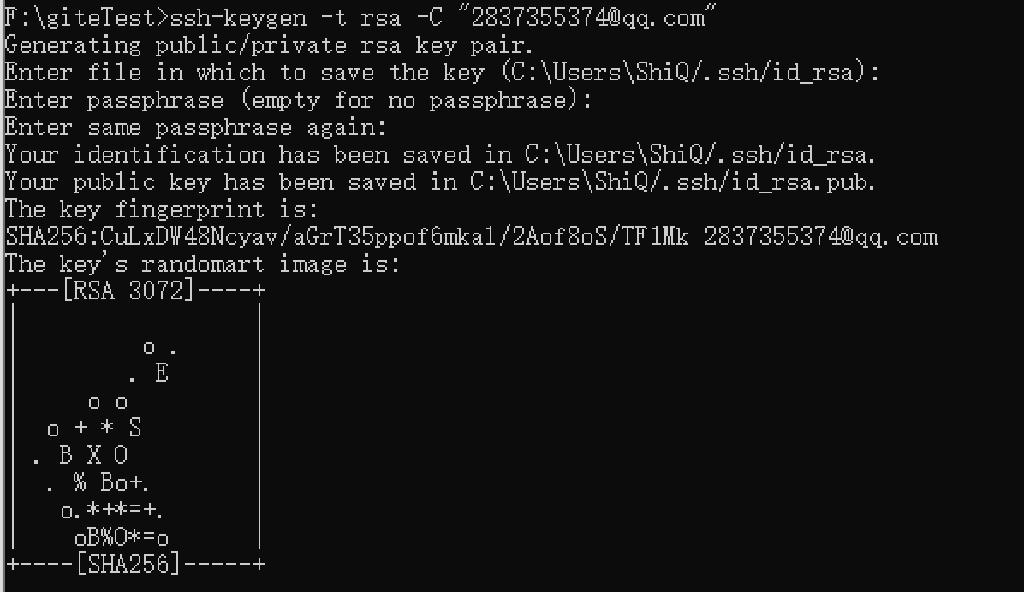 F:\giteTest>ssh-keygen -t rsa -C "2837355374@qq.com"
Generating public/private rsa key pair.
Enter file in which to save the key (C:\Users\ShiQ/.ssh/id_rsa):
Enter passphrase (empty for no passphrase):
Enter same passphrase again:
Your identification has been saved in C:\Users\ShiQ/.ssh/id_rsa.
Your public key has been saved in C:\Users\ShiQ/.ssh/id_rsa.pub.
The key fingerprint is:
SHA256:CuLxDW48Ncyav/aGrT35ppof6mka1/2Aof8oS/TF1Mk 2837355374@qq.com
The key's randomart image is:
+---[RSA 3072]----+
|                 |
|          o .    |
|         . E     |
|      o o        |
|   o + * S       |
|  . B X O        |
|   . % Bo+.      |
|    o.*+*=+.     |
|     oB%O*=o     |
+----[SHA256]-----+